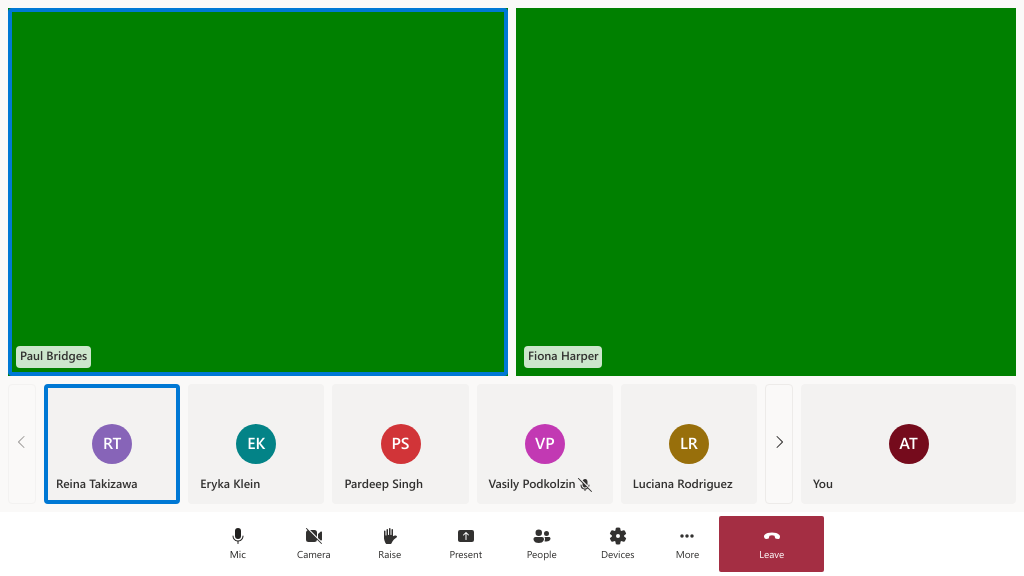 Paul Bridges
Fiona Harper
RT
Reina Takizawa
EK
Eryka Klein
PS
Pardeep Singh
VP
Vasily Podkolzin
LR
Luciana Rodriguez
AT
You
Mic
Camera
Raise
Present
People
Devices
More
Leave